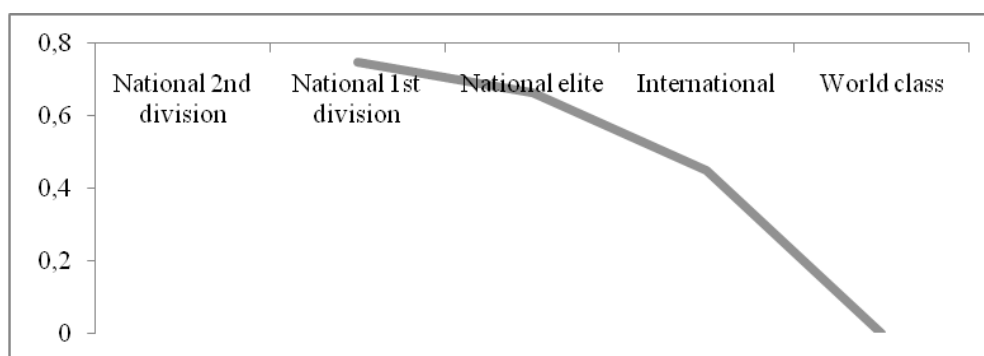 0,8
National 2nd division
National 1st division
National elite
International
World class
0,6
0,4
0,2
0